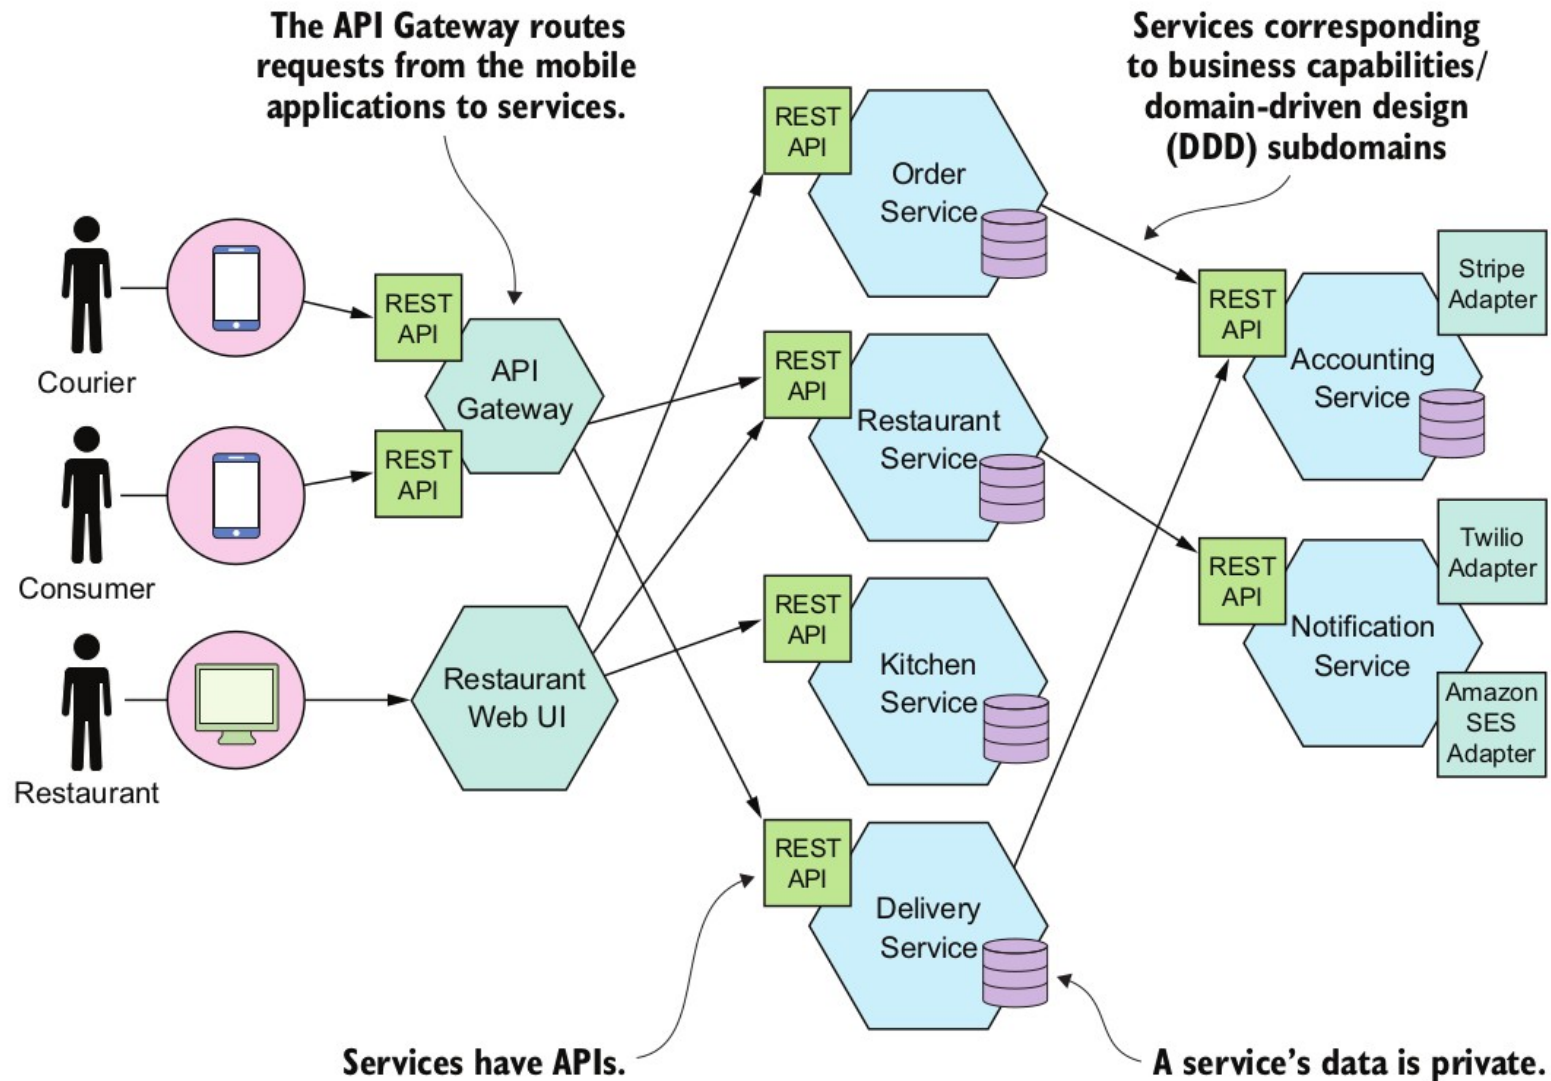 The API Gateway routes
requests from the mobile
applications to services.
Services corresponding
to business capabilities/
domain-driven design
(DDD) subdomains
Courier
Consumer
Restaurant
REST
API
REST
API
API
Gateway
Restaurant
Web UI
REST
API
Order
Service
REST
API
Restaurant
Service
REST
API
Kitchen
Service
REST
API
Delivery
Service
REST
API
Accounting
Service
Stripe
Adapter
REST
API
Notification
Service
Twilio
Adapter
Amazon
SES
Adapter
Services have APIs.
A service’s data is private.